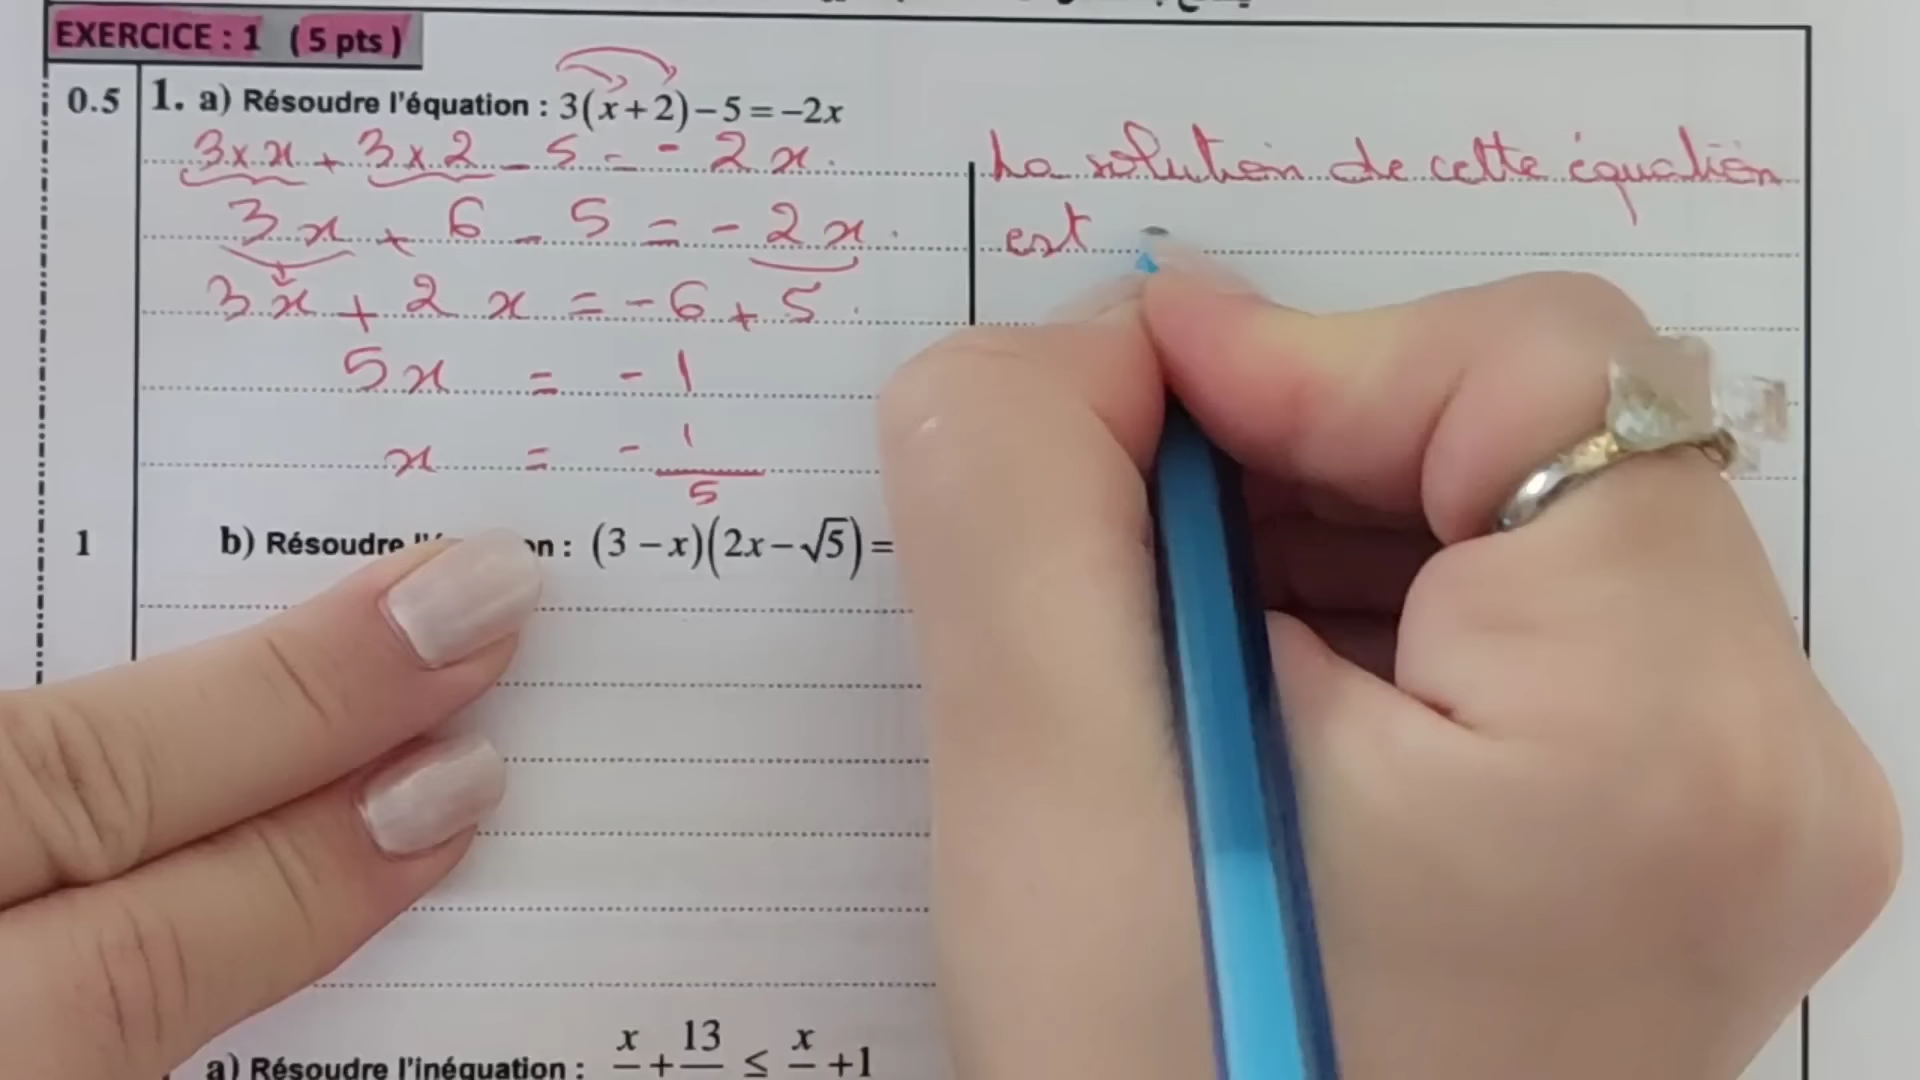 EXERCICE : 1 ( 5 pts )
0.5 1. a) Résoudre l'équation : 3(x+2)−5=−2x
3×x + 3×2 − 5 = − 2x.
3x + 6 − 5 = − 2x.
3x + 2x = −6 + 5.
5x = −1
x = −1/5
La solution de cette équation
est −
1 b) Résoudre : (3−x)(2x−√5)=
a) Résoudre l'inéquation : x + 13 ≤ x +1